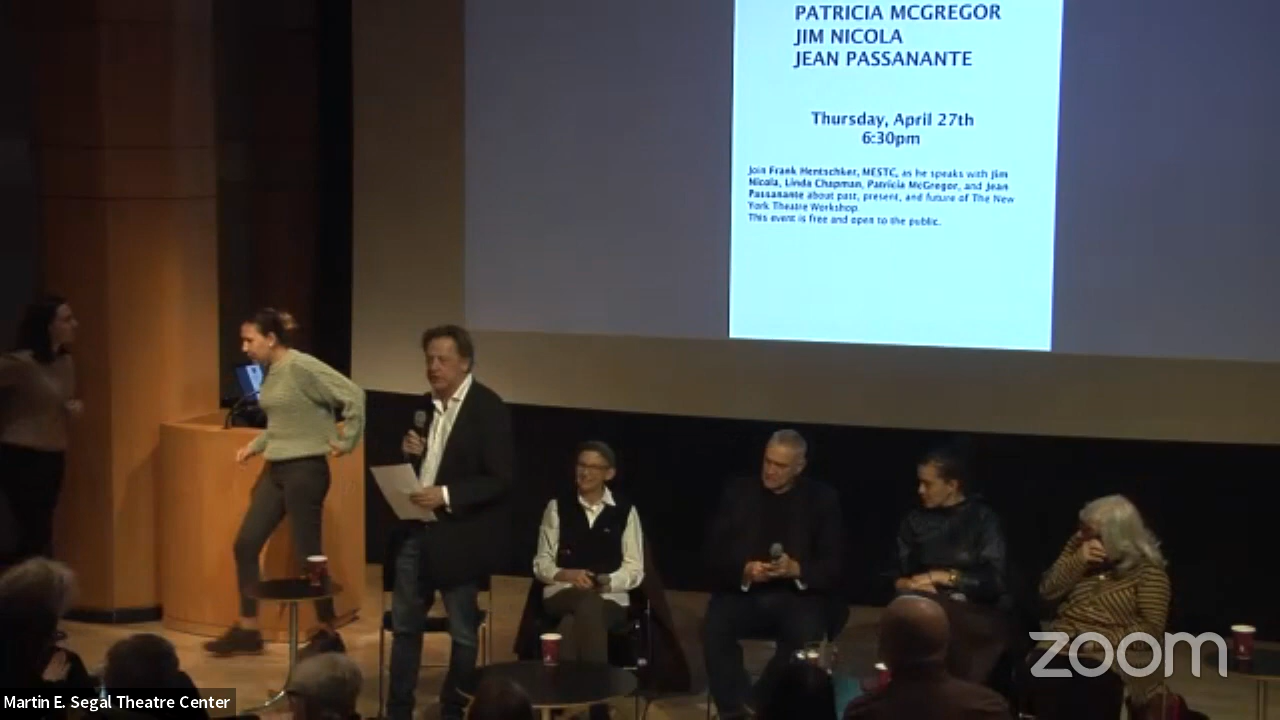 PATRICIA MCGREGOR
JIM NICOLA
JEAN PASSANANTE
Thursday, April 27th
6:30pm
Join Frank Hentschker, MESTC, as he speaks with Jim
Nicola, Linda Chapman, Patricia McGregor, and Jean
Passanante about past, present, and future of The New
York Theatre Workshop.
This event is free and open to the public.
zoom
Martin E. Segal Theatre Center